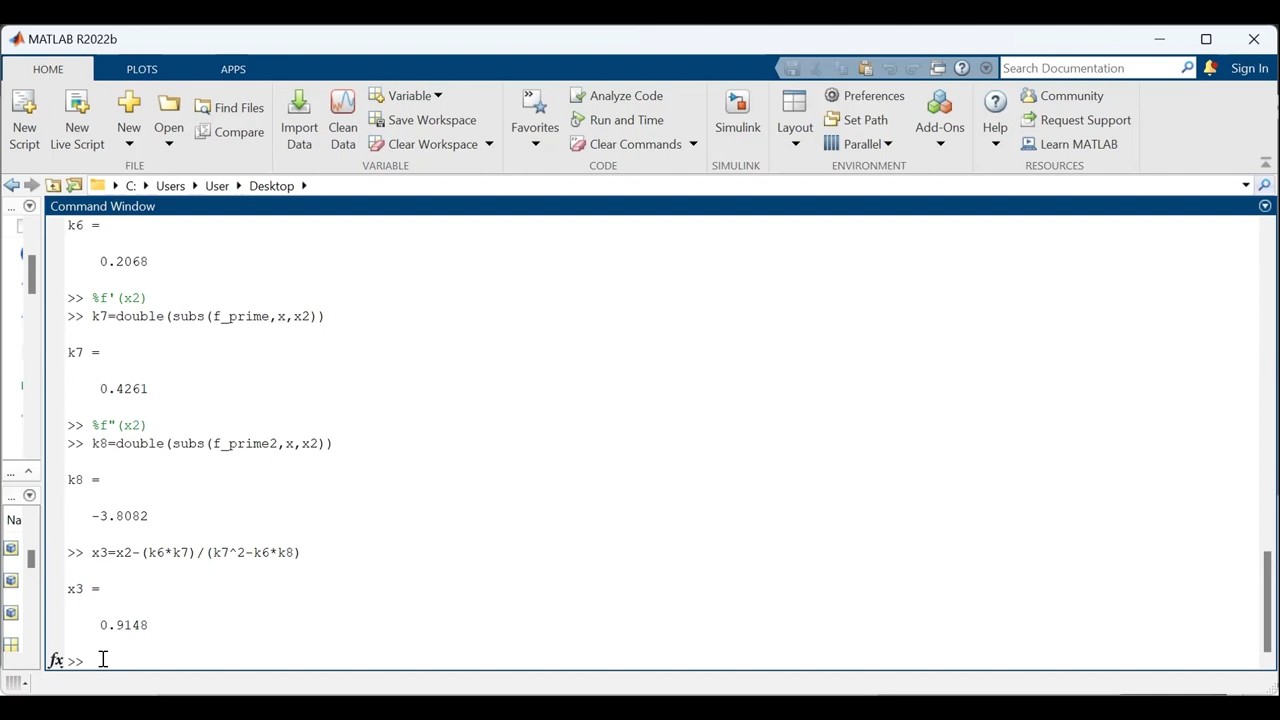 MATLAB R2022b
HOME PLOTS APPS
Search Documentation
Sign In
New Script
New Live Script
New
Open
Find Files
Compare
FILE
Import Data
Clean Data
Variable
Save Workspace
Clear Workspace
VARIABLE
Favorites
Analyze Code
Run and Time
Clear Commands
CODE
Simulink
SIMULINK
Layout
Preferences
Set Path
Parallel
Add-Ons
ENVIRONMENT
Help
Community
Request Support
Learn MATLAB
RESOURCES
C: Users User Desktop
Command Window
k6 =
0.2068
>> %f'(x2)
>> k7=double(subs(f_prime,x,x2))
k7 =
0.4261
>> %f"(x2)
>> k8=double(subs(f_prime2,x,x2))
k8 =
-3.8082
>> x3=x2-(k6*k7)/(k7^2-k6*k8)
x3 =
0.9148
fx >>
...
...
...
Na